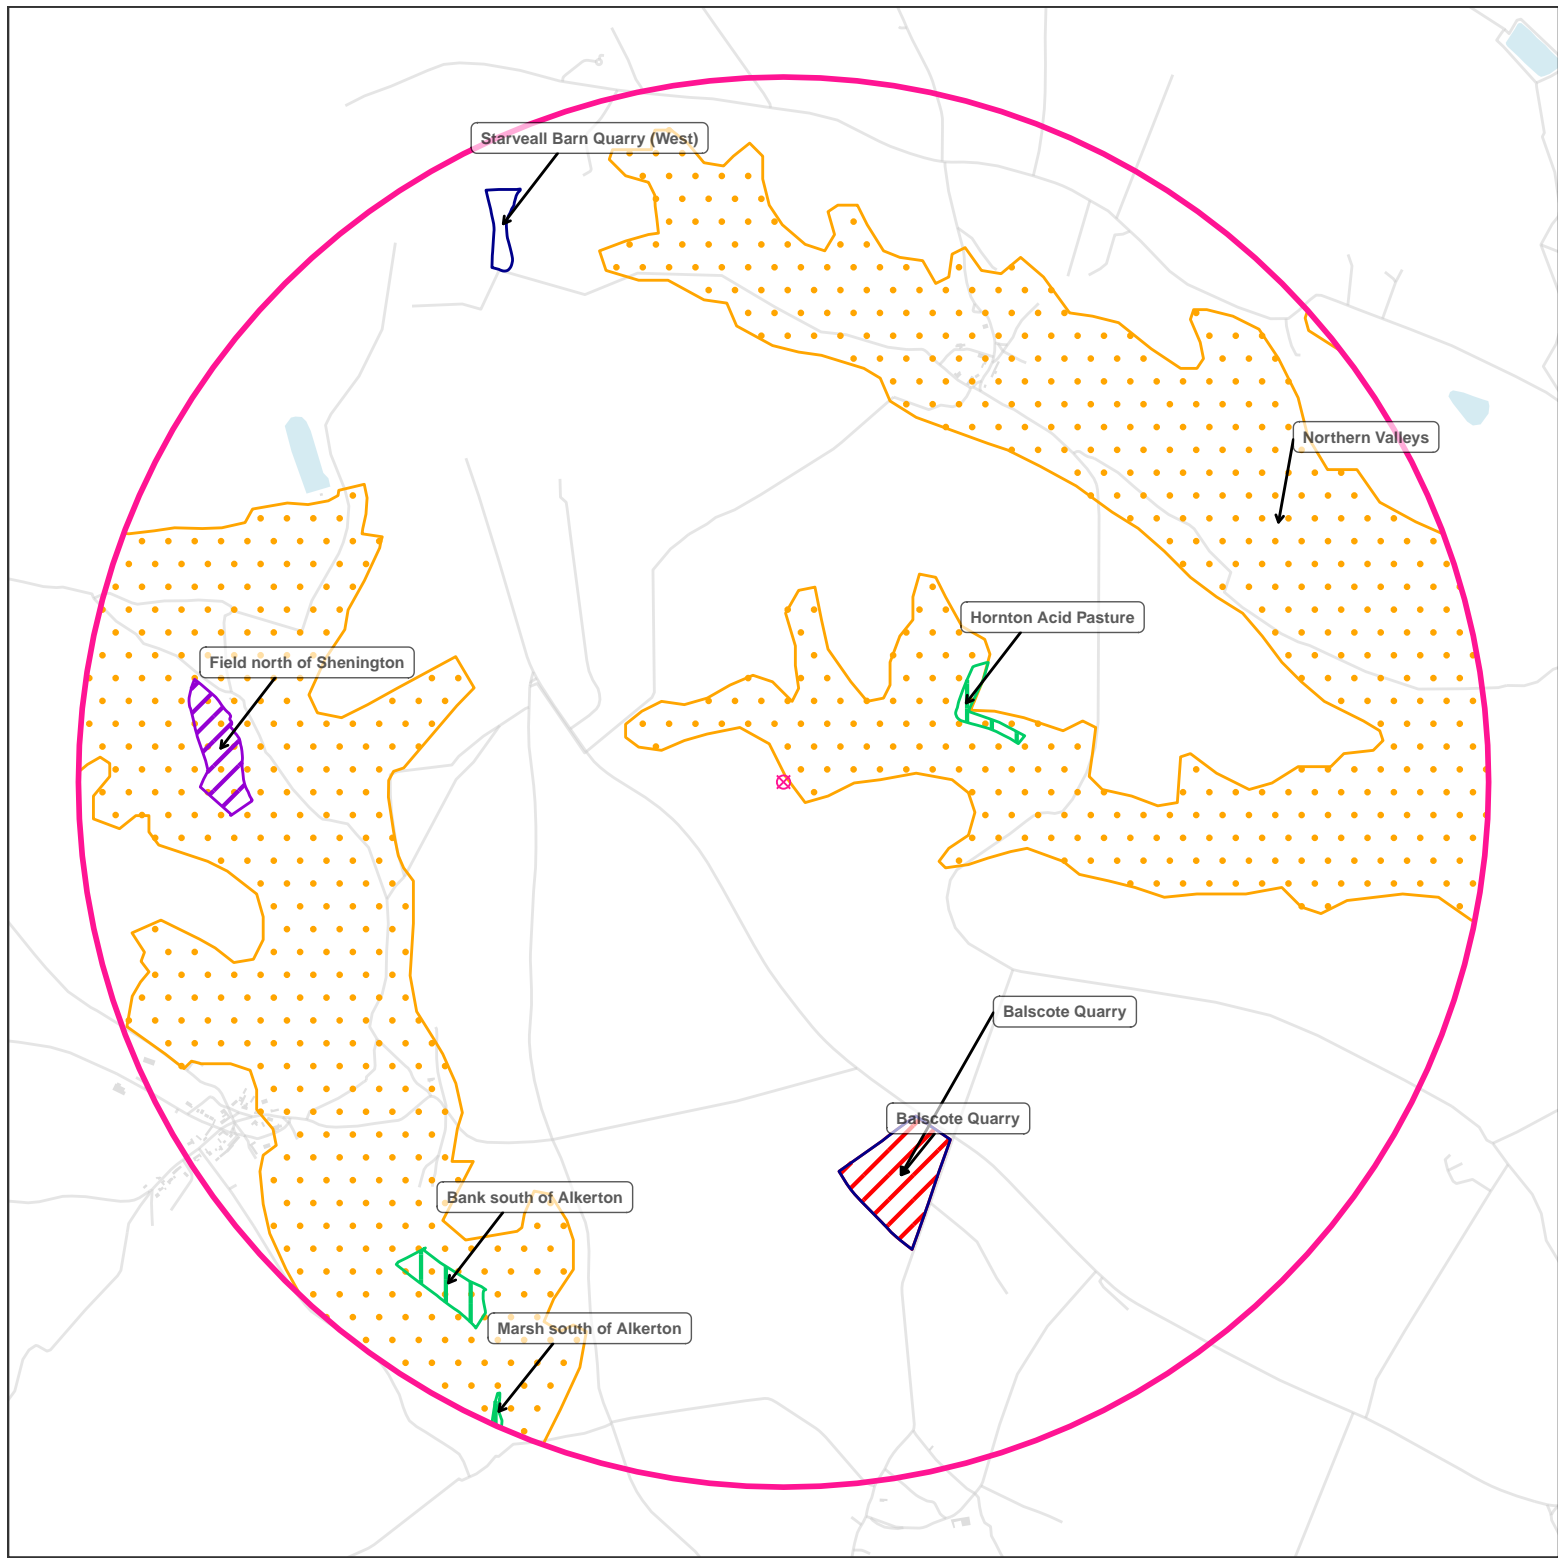 Starveall Barn Quarry (West)
Northern Valleys
Hornton Acid Pasture
Field north of Shenington
Balscote Quarry
Balscote Quarry
Bank south of Alkerton
Marsh south of Alkerton